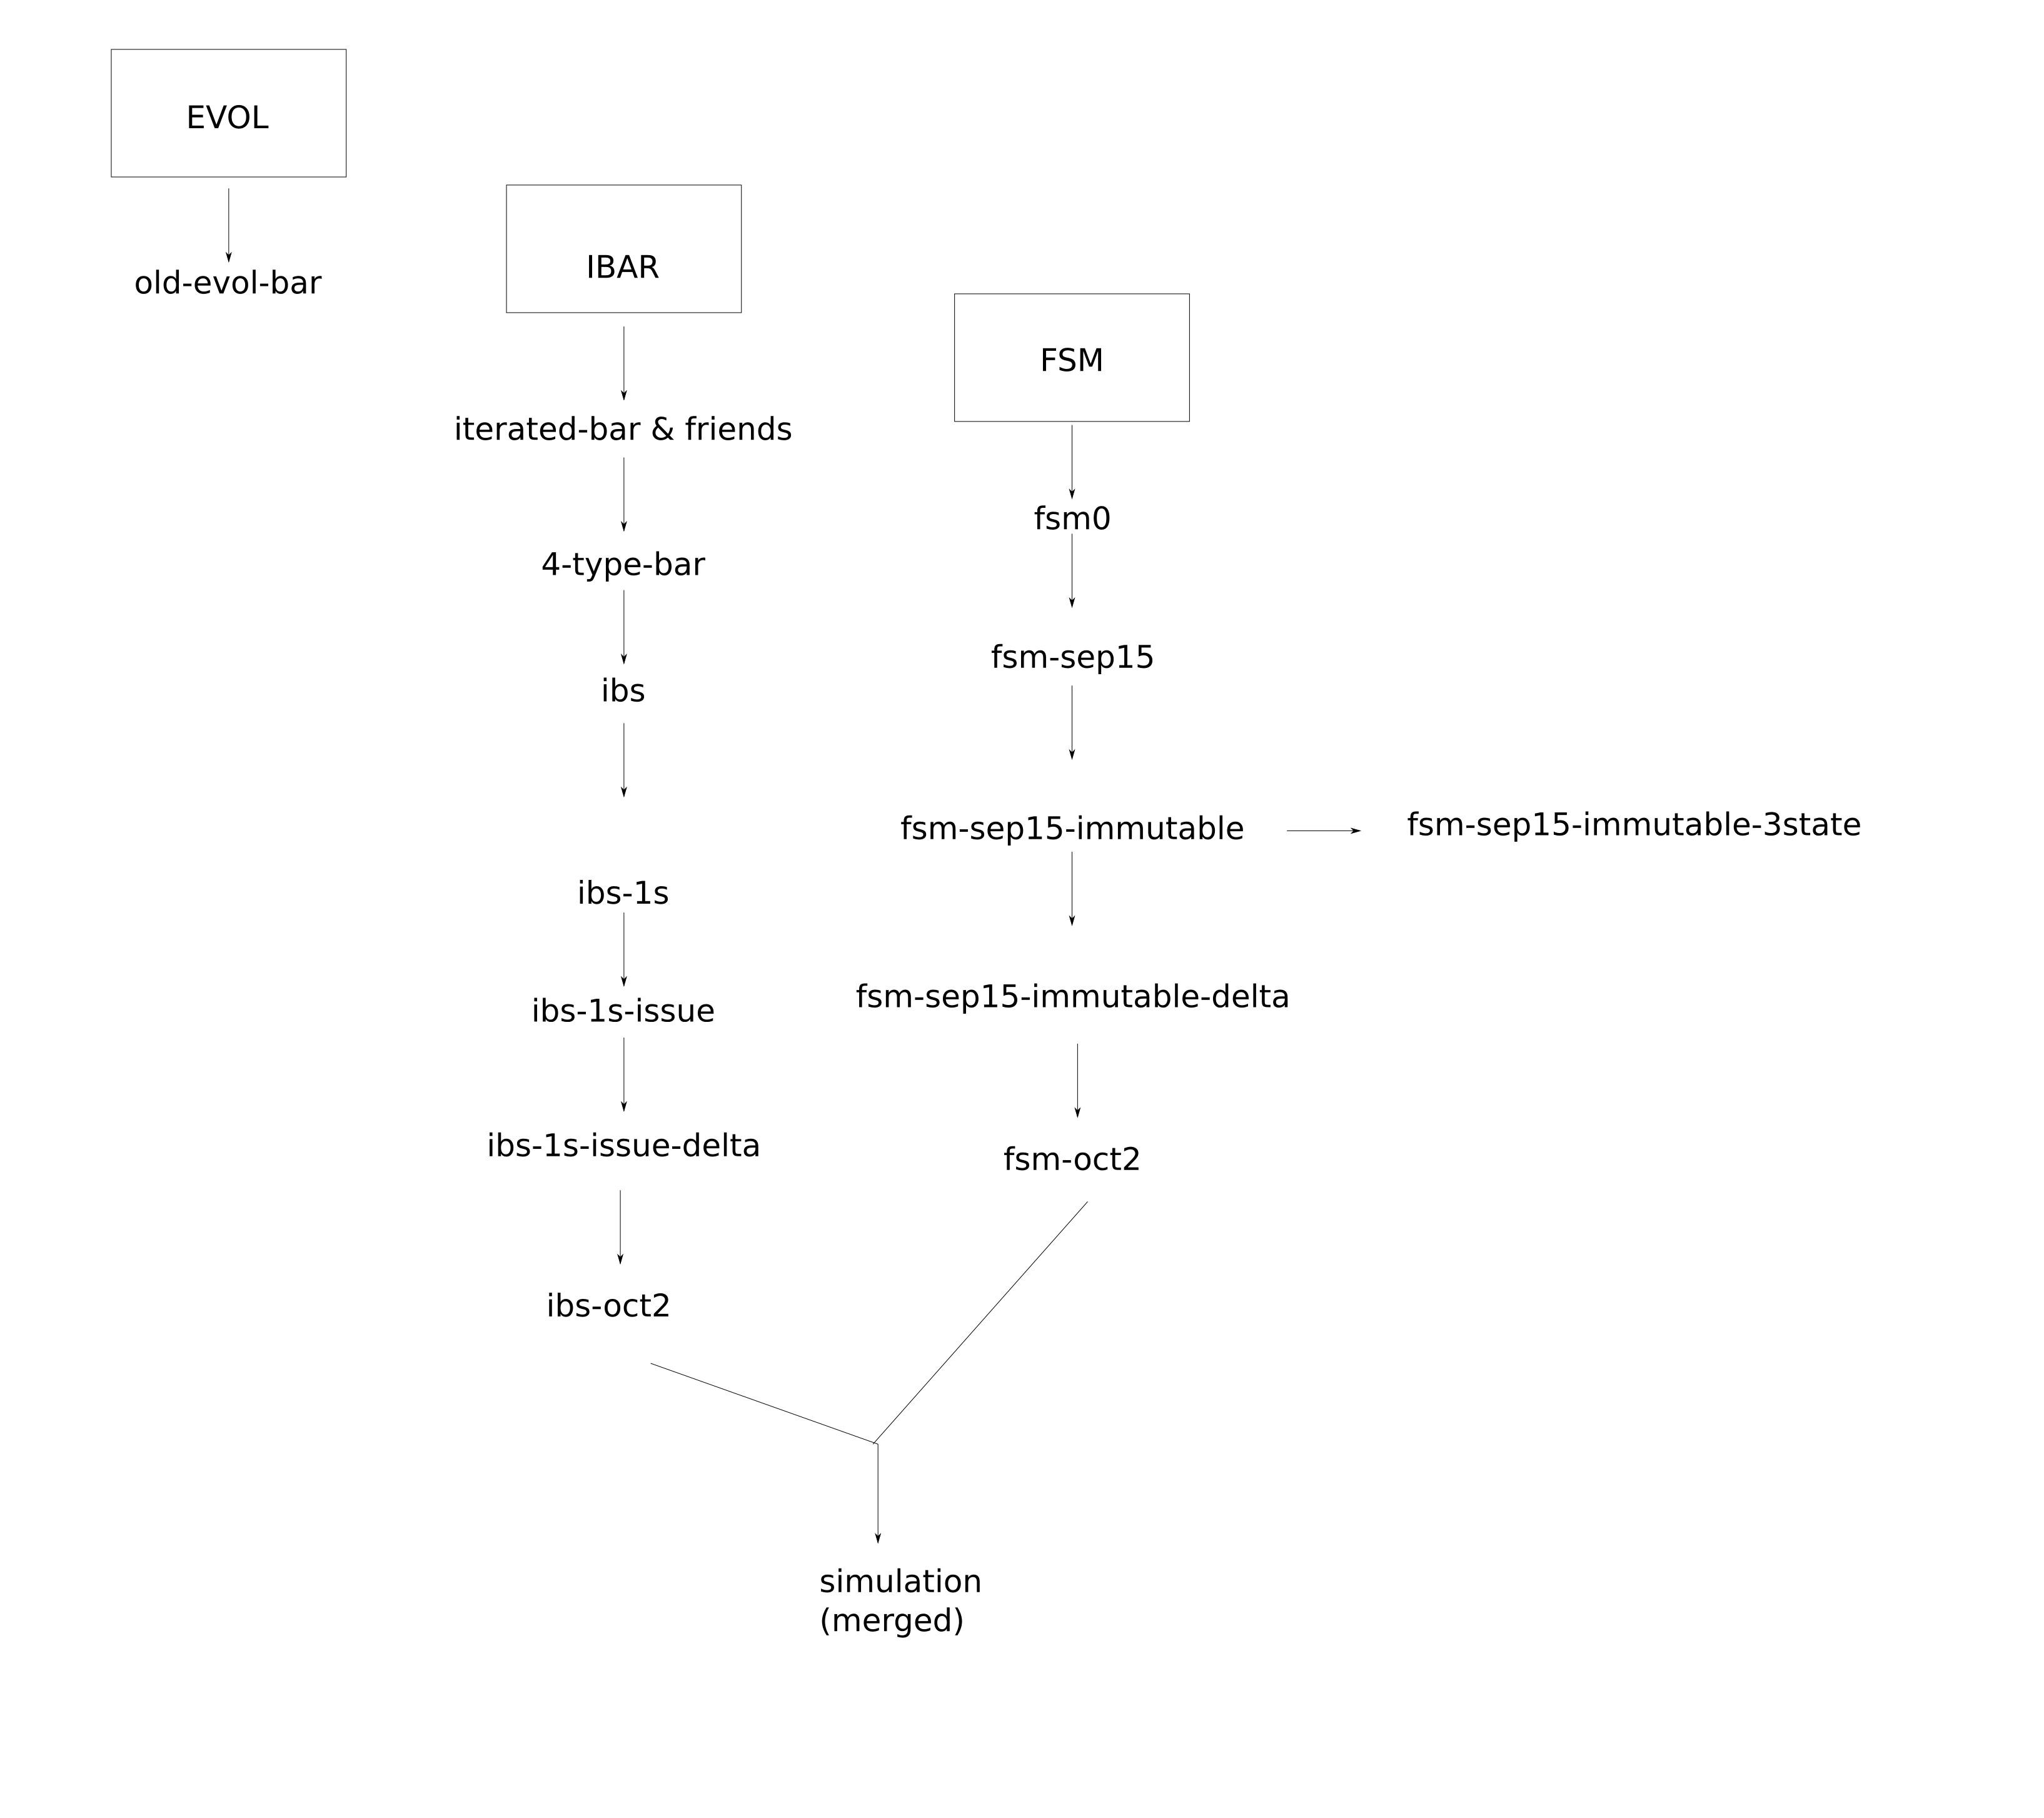 EVOL
old-evol-bar
IBAR
iterated-bar & friends
4-type-bar
ibs
ibs-1s
ibs-1s-issue
ibs-1s-issue-delta
ibs-oct2
FSM
fsm0
fsm-sep15
fsm-sep15-immutable
fsm-sep15-immutable-3state
fsm-sep15-immutable-delta
fsm-oct2
simulation
(merged)